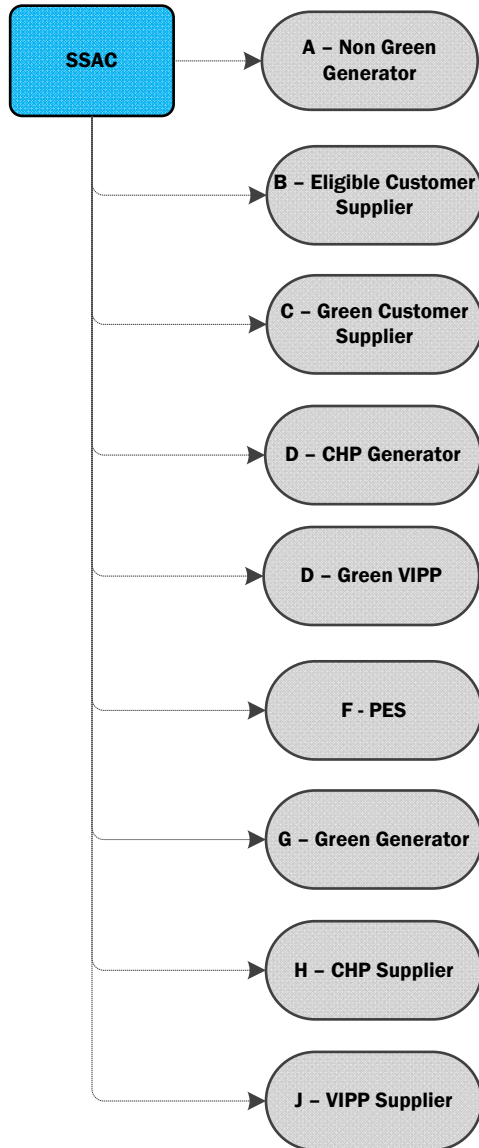 SSAC
A – Non Green
Generator
B – Eligible Customer
Supplier
C – Green Customer
Supplier
D – CHP Generator
D – Green VIPP
F - PES
G – Green Generator
H – CHP Supplier
J – VIPP Supplier